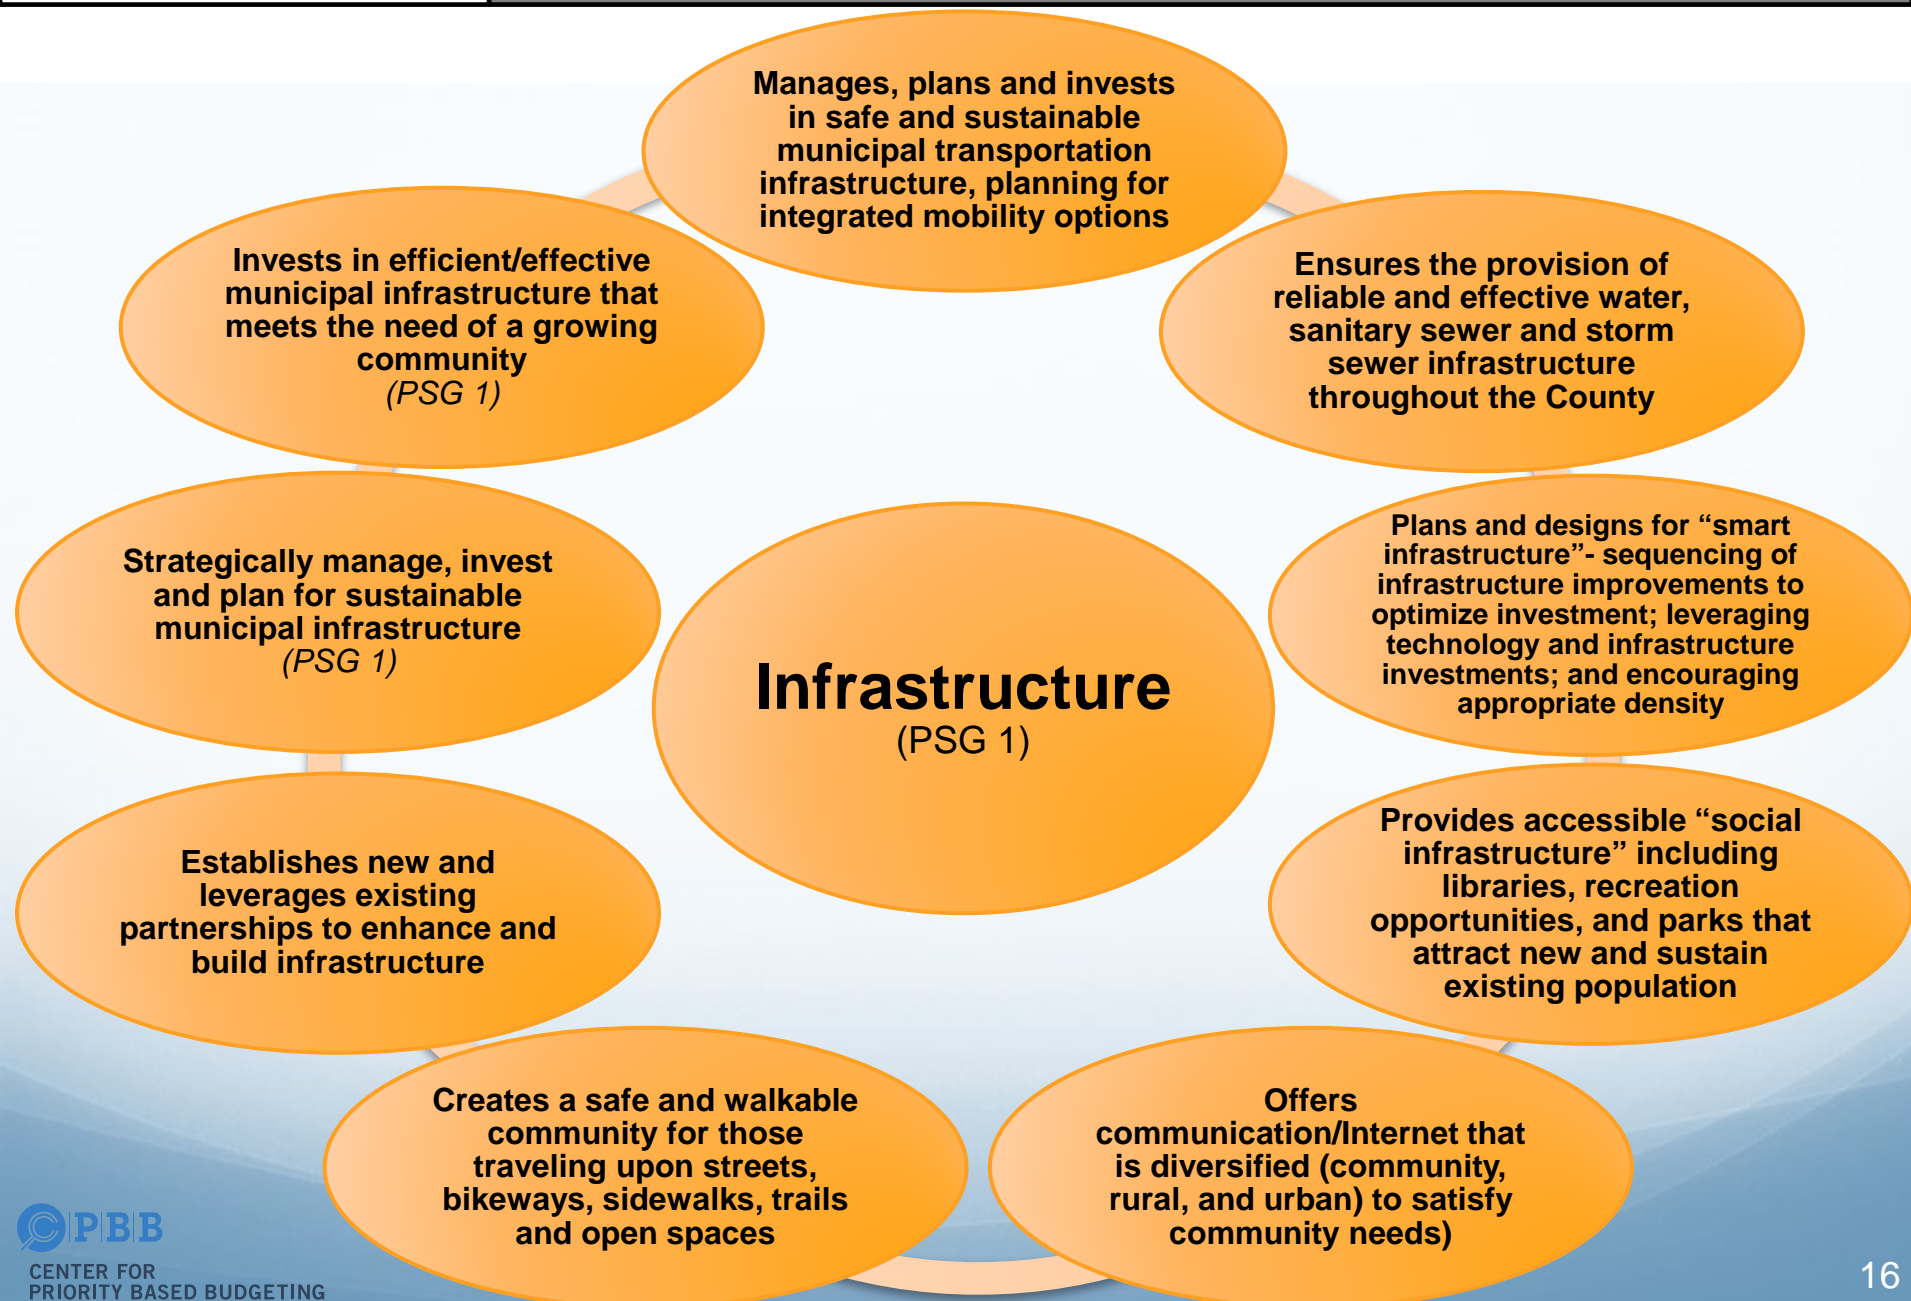 Manages, plans and invests
in safe and sustainable
municipal transportation
infrastructure, planning for
integrated mobility options
Ensures the provision of
reliable and effective water,
sanitary sewer and storm
sewer infrastructure
throughout the County
Plans and designs for “smart
infrastructure”- sequencing of
infrastructure improvements to
optimize investment; leveraging
technology and infrastructure
investments; and encouraging
appropriate density
Provides accessible “social
infrastructure” including
libraries, recreation
opportunities, and parks that
attract new and sustain
existing population
Offers
communication/Internet that
is diversified (community,
rural, and urban) to satisfy
community needs)
Creates a safe and walkable
community for those
traveling upon streets,
bikeways, sidewalks, trails
and open spaces
Establishes new and
leverages existing
partnerships to enhance and
build infrastructure
Strategically manage, invest
and plan for sustainable
municipal infrastructure
(PSG 1)
Invests in efficient/effective
municipal infrastructure that
meets the need of a growing
community
(PSG 1)
Infrastructure
(PSG 1)
PBB
CENTER FOR
PRIORITY BASED BUDGETING
16